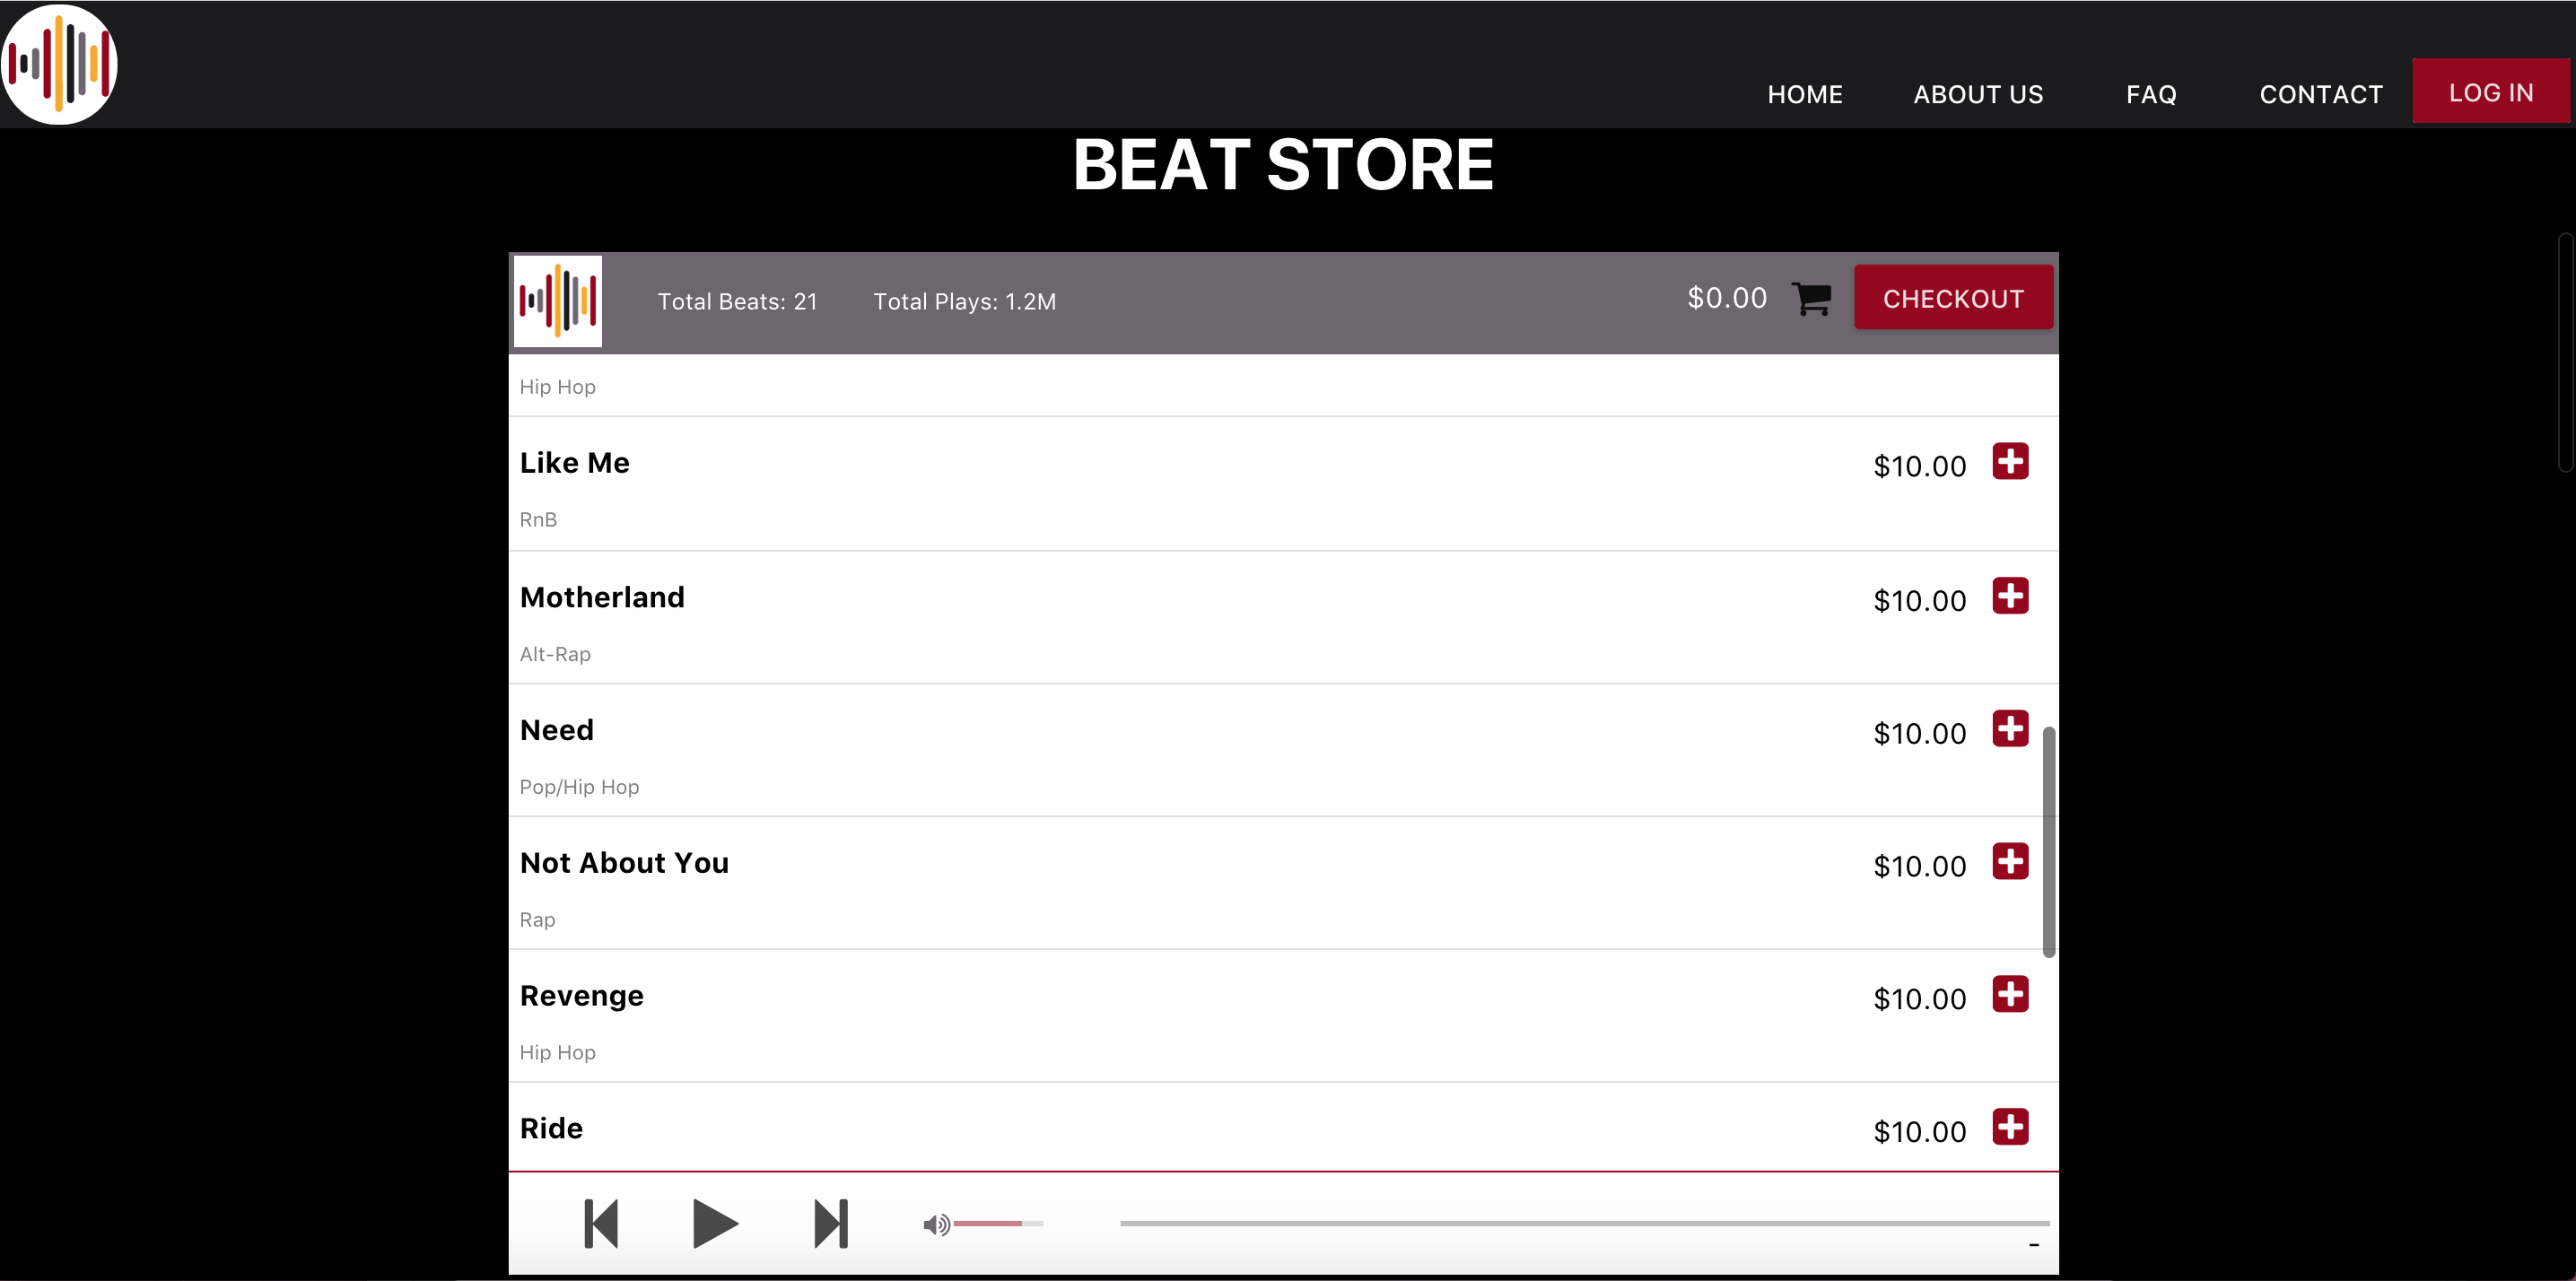 HOME ABOUT US FAQ CONTACT LOG IN
BEAT STORE
Total Beats: 21 Total Plays: 1.2M $0.00 CHECKOUT
Hip Hop
Like Me $10.00
RnB
Motherland $10.00
Alt-Rap
Need $10.00
Pop/Hip Hop
Not About You $10.00
Rap
Revenge $10.00
Hip Hop
Ride $10.00
-